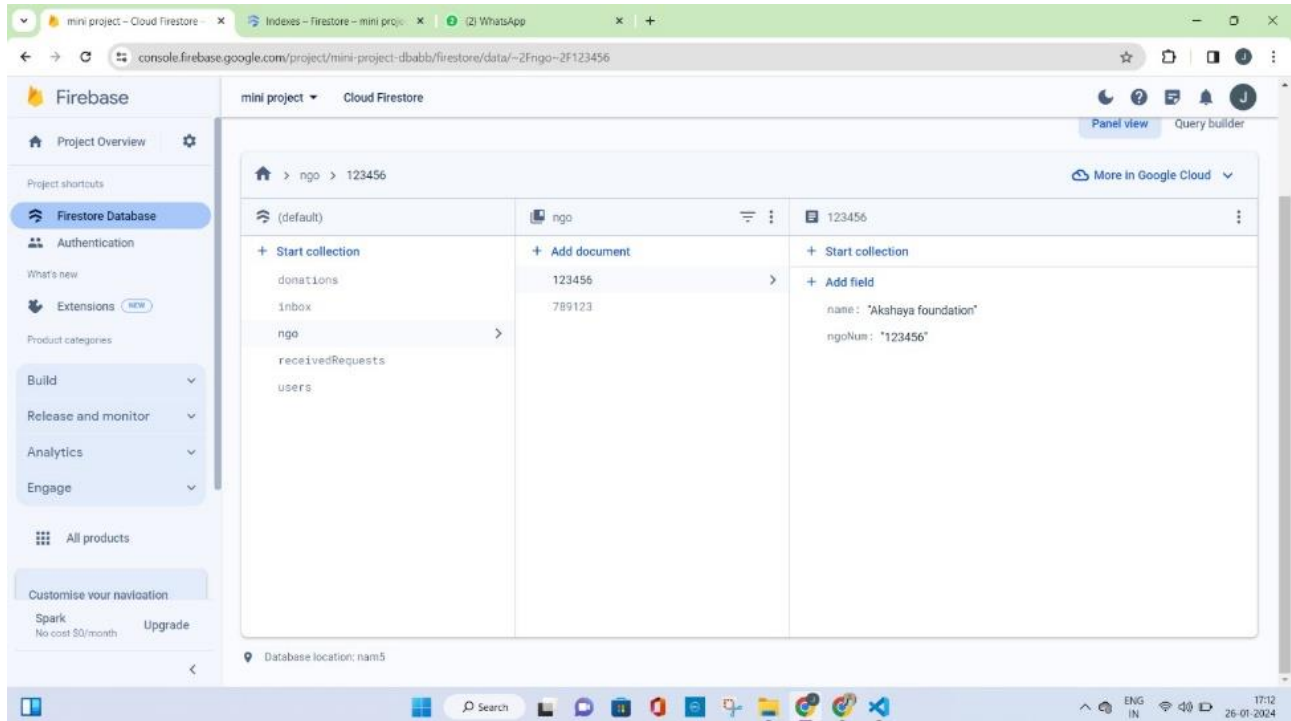 mini project – Cloud Firestore –
Indexes – Firestore – mini proje
(2) WhatsApp
console.firebase.google.com/project/mini-project-dbabb/firestore/data/~2Fngo~2F123456
Firebase
mini project
Cloud Firestore
J
Project Overview
Panel view
Query builder
Project shortcuts
ngo > 123456
More in Google Cloud
Firestore Database
(default)
ngo
123456
Authentication
+ Start collection
+ Add document
+ Start collection
What's new
donations
123456
+ Add field
Extensions NEW
inbox
789123
name: "Akshaya foundation"
Product categories
ngo
ngoNum: "123456"
receivedRequests
Build
users
Release and monitor
Analytics
Engage
All products
Customise your navigation
Spark
No cost $0/month
Upgrade
Database location: nam5
Search
ENG
IN
17:12
26-01-2024